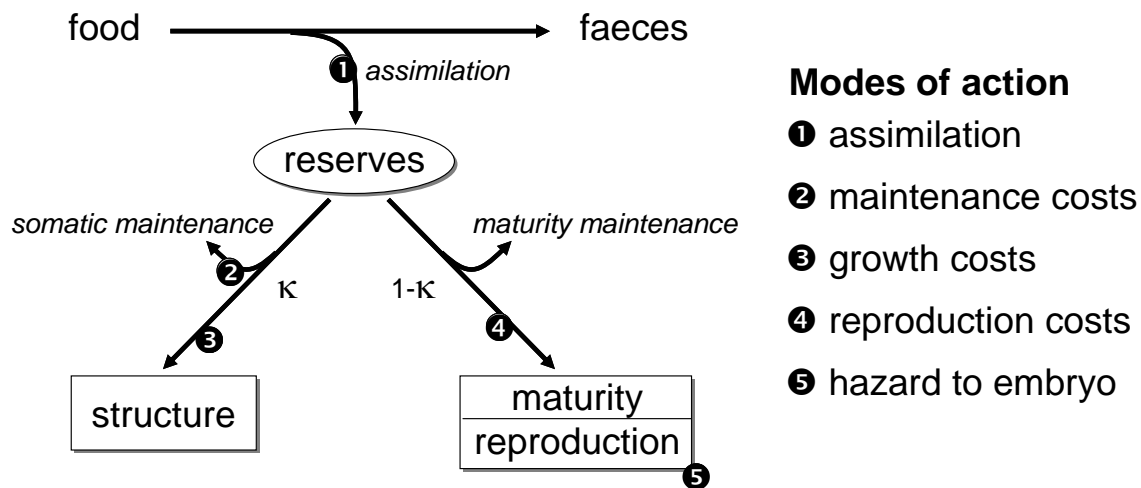 food
faeces
❶ assimilation
reserves
somatic maintenance
maturity maintenance
❷
κ
1-κ
❸
❹
structure
maturity
reproduction
❺
Modes of action
❶ assimilation
❷ maintenance costs
❸ growth costs
❹ reproduction costs
❺ hazard to embryo